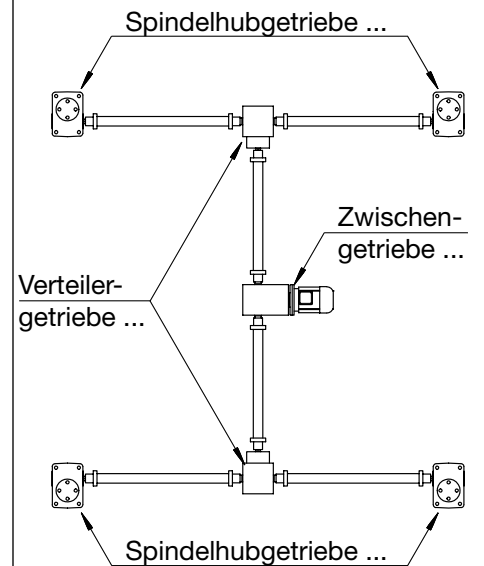 Spindelhubgetriebe ...
Zwischen-
getriebe ...
Verteiler-
getriebe ...
Spindelhubgetriebe ...